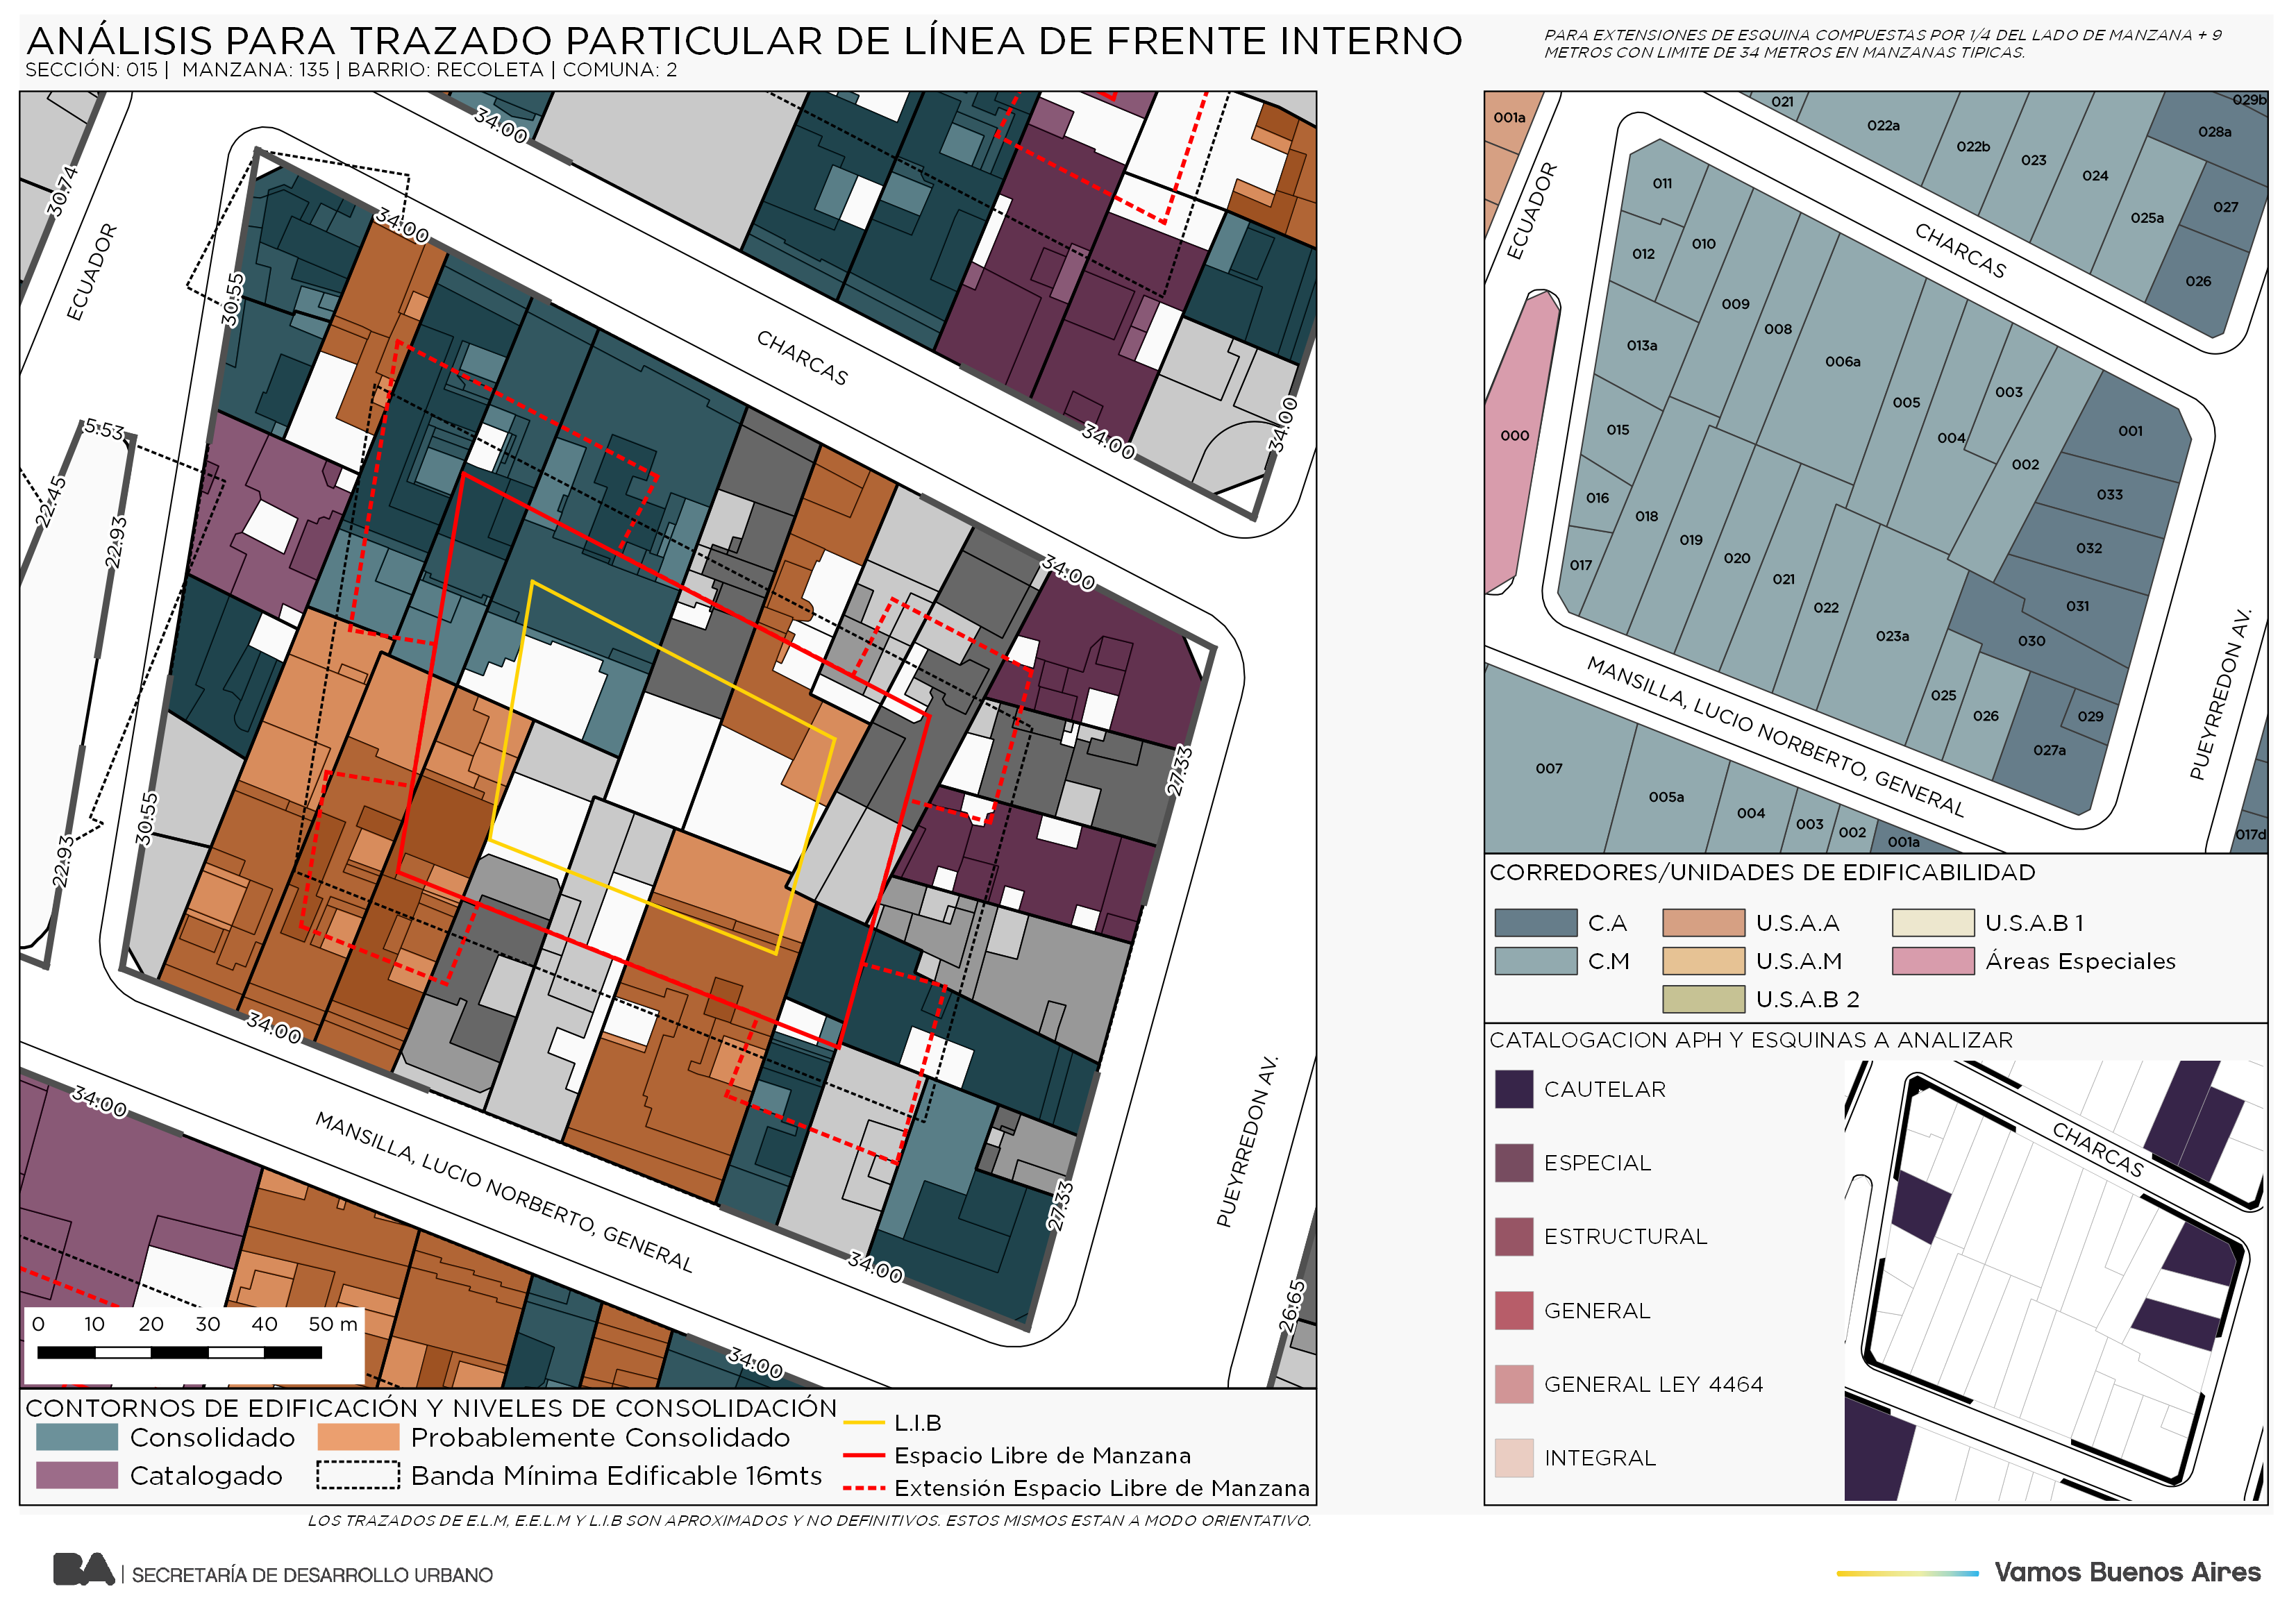 ANÁLISIS PARA TRAZADO PARTICULAR DE LÍNEA DE FRENTE INTERNO
SECCIÓN: 015 | MANZANA: 135 | BARRIO: RECOLETA | COMUNA: 2
PARA EXTENSIONES DE ESQUINA COMPUESTAS POR 1/4 DEL LADO DE MANZANA + 9
METROS CON LIMITE DE 34 METROS EN MANZANAS TIPICAS.
34.00
30.74
ECUADOR
34.00
30.55
CHARCAS
34.00
34.00
5.53
22.45
22.93
34.00
27.33
30.55
22.93
34.00
34.00
MANSILLA, LUCIO NORBERTO, GENERAL
PUEYRREDON AV.
27.33
34.00
26.65
34.00
0 10 20 30 40 50 m
CONTORNOS DE EDIFICACIÓN Y NIVELES DE CONSOLIDACIÓN
Consolidado
Probablemente Consolidado
Catalogado
Banda Mínima Edificable 16mts
L.I.B
Espacio Libre de Manzana
Extensión Espacio Libre de Manzana
LOS TRAZADOS DE E.L.M, E.E.L.M Y L.I.B SON APROXIMADOS Y NO DEFINITIVOS. ESTOS MISMOS ESTAN A MODO ORIENTATIVO.
001a
021
022a
022b
023
024
025a
029b
028a
027
026
ECUADOR
CHARCAS
011
012
010
009
008
013a
006a
005
003
004
002
001
033
032
031
030
000
015
016
017
018
019
020
021
022
023a
025
026
029
027a
MANSILLA, LUCIO NORBERTO, GENERAL
PUEYRREDON AV.
007
005a
004
003
002
001a
017d
CORREDORES/UNIDADES DE EDIFICABILIDAD
C.A
U.S.A.A
U.S.A.B 1
C.M
U.S.A.M
Áreas Especiales
U.S.A.B 2
CATALOGACION APH Y ESQUINAS A ANALIZAR
CAUTELAR
ESPECIAL
ESTRUCTURAL
GENERAL
GENERAL LEY 4464
INTEGRAL
CHARCAS
BA | SECRETARÍA DE DESARROLLO URBANO
Vamos Buenos Aires